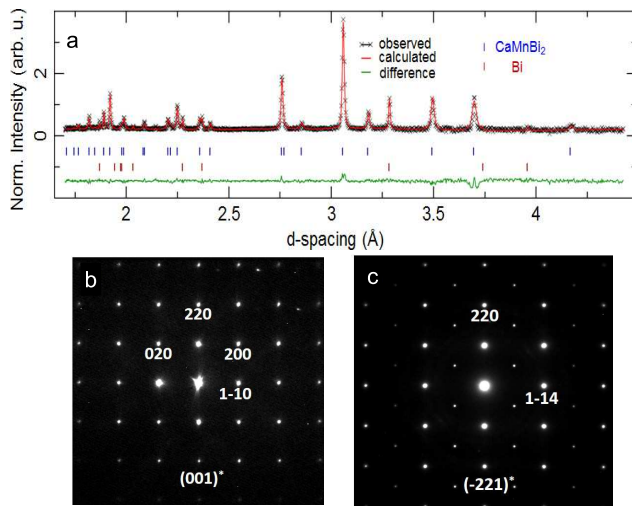 a
Norm. Intensity (arb. u.)
2
0
observed
calculated
difference
CaMnBi₂
Bi
2 2.5 3 3.5 4
d-spacing (Å)
b
220
020 200
1-10
(001)*
c
220
1-14
(-221)*